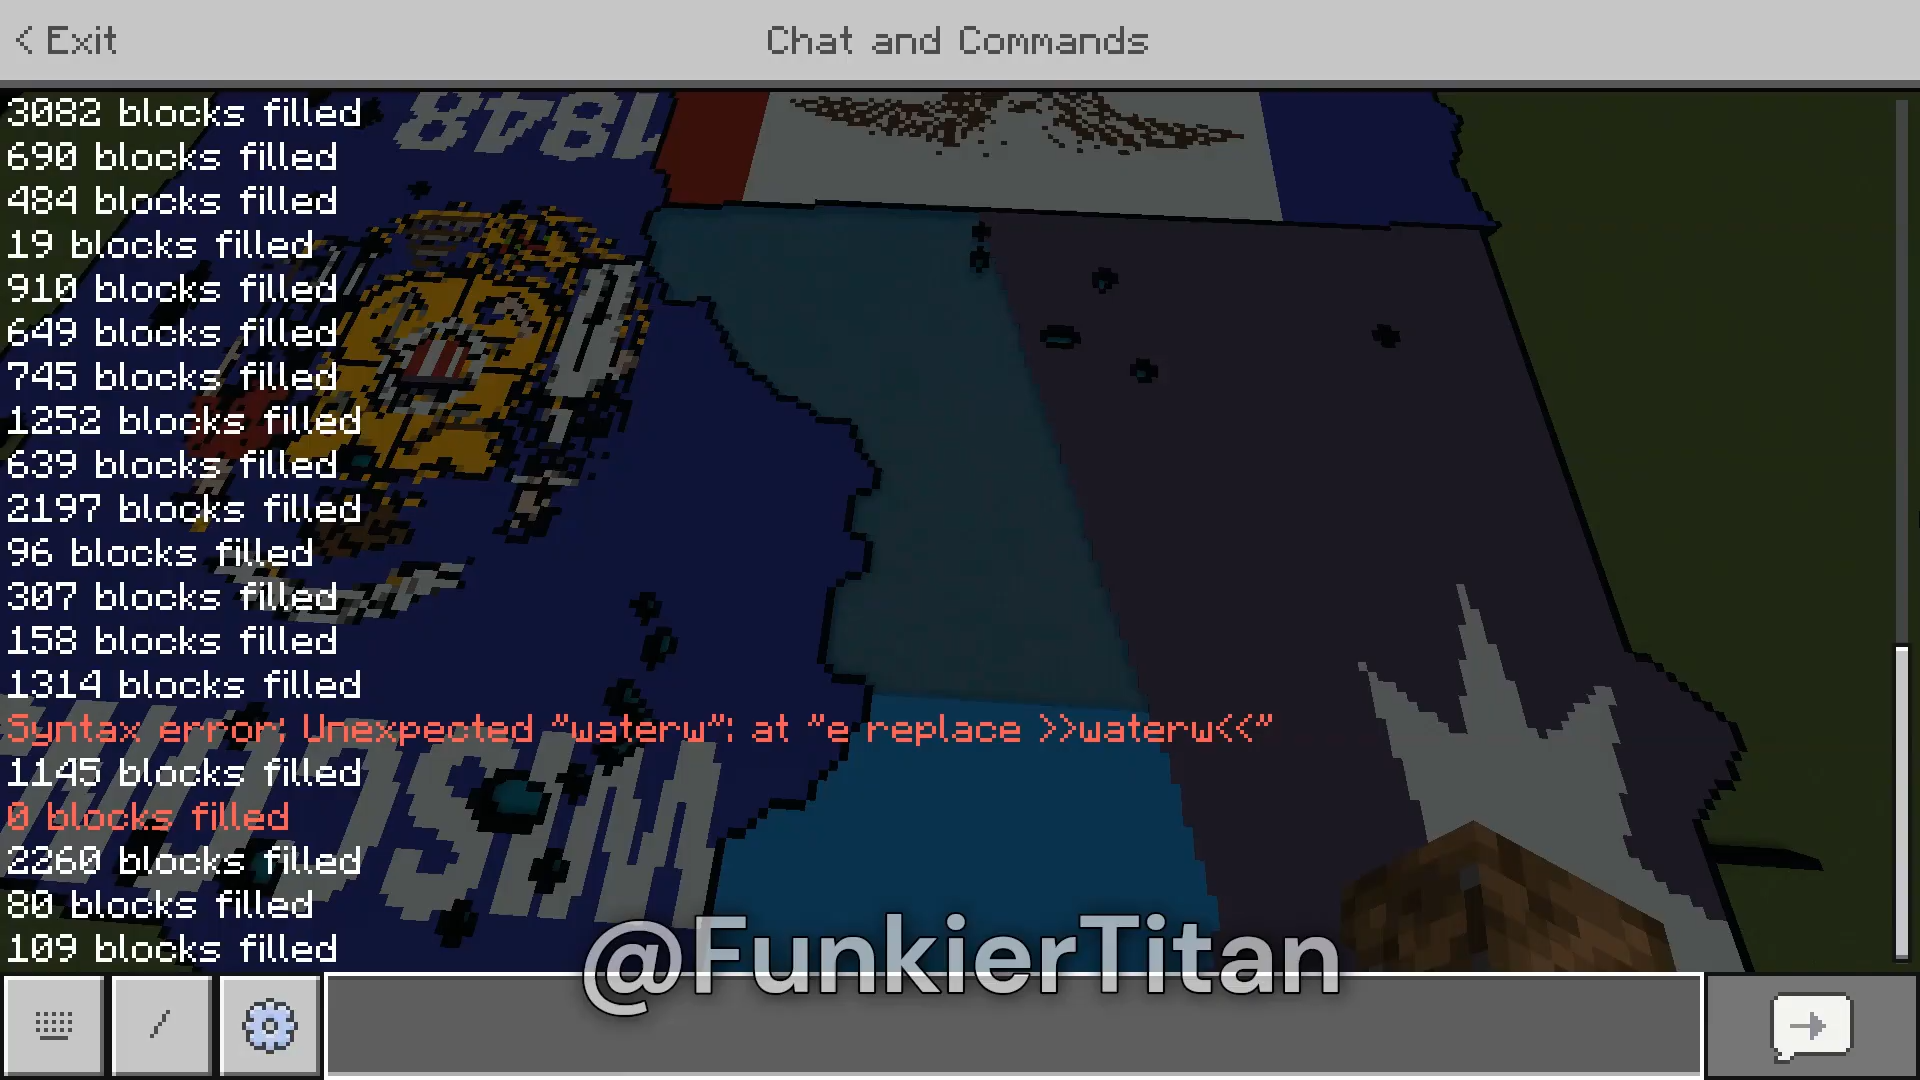 < Exit
Chat and Commands
3082 blocks filled
690 blocks filled
484 blocks filled
19 blocks filled
910 blocks filled
649 blocks filled
745 blocks filled
1252 blocks filled
639 blocks filled
2197 blocks filled
96 blocks filled
307 blocks filled
158 blocks filled
1314 blocks filled
Syntax error: Unexpected "waterw": at "e replace >>waterw<<"
1145 blocks filled
0 blocks filled
2260 blocks filled
80 blocks filled
109 blocks filled
1848
@FunkierTitan
/